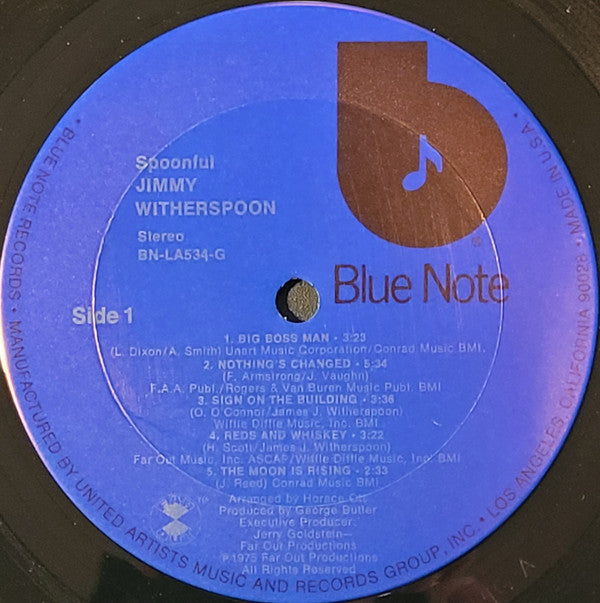 Spoonful
JIMMY
WITHERSPOON
Stereo
BN-LA534-G
b
®
Blue Note
Side 1
1. BIG BOSS MAN • 3:23
(L. Dixon/A. Smith) Unart Music Corporation/Conrad Music BMI.
2. NOTHING'S CHANGED • 5:34
(F. Armstrong/J. Vaughn)
F.A.A. Publ./Rogers & Van Buren Music Publ. BMI
3. SIGN ON THE BUILDING • 3:36
(O. O'Connor/James J. Witherspoon)
Wiffle Diffle Music, Inc. BMI
4. REDS AND WHISKEY • 3:22
(H. Scott/James J. Witherspoon)
Far Out Music, Inc. ASCAP/Wiffle Diffle Music, Inc. BMI
5. THE MOON IS RISING • 2:33
(J. Reed) Conrad Music BMI
Arranged by Horace Ott
Produced by George Butler
Executive Producer:
Jerry Goldstein—
Far Out Productions
℗1975 Far Out Productions
All Rights Reserved
• BLUE NOTE RECORDS • MANUFACTURED BY UNITED ARTISTS MUSIC AND RECORDS GROUP, INC. • LOS ANGELES, CALIFORNIA 90028 • MADE IN U.S.A. •